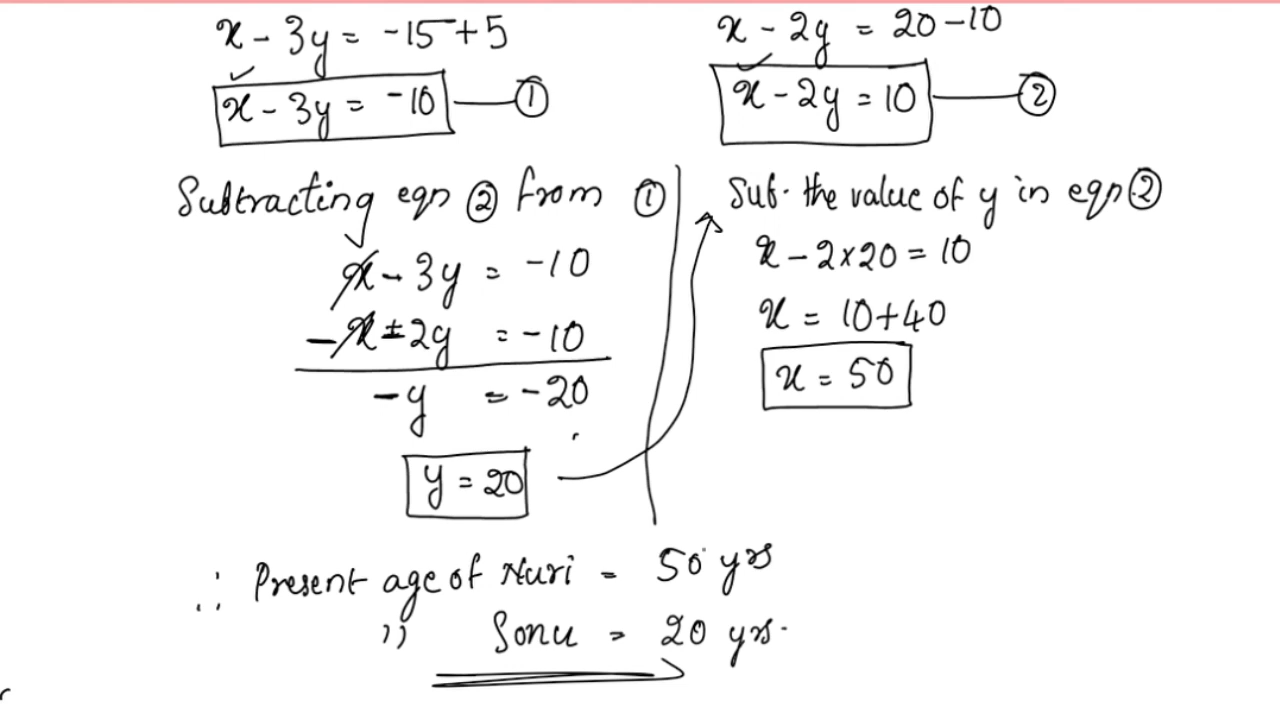 x - 3y = -15 + 5
x - 3y = -10 — ①
Subtracting eqn ② from ①
x - 3y = -10
- x ± 2y = -10
-y = -20
y = 20
x - 2y = 20 - 10
x - 2y = 10 — ②
Sub. the value of y in eqn ②
x - 2 × 20 = 10
x = 10 + 40
x = 50
∴ Present age of Nuri = 50 yrs
,, Sonu = 20 yrs.